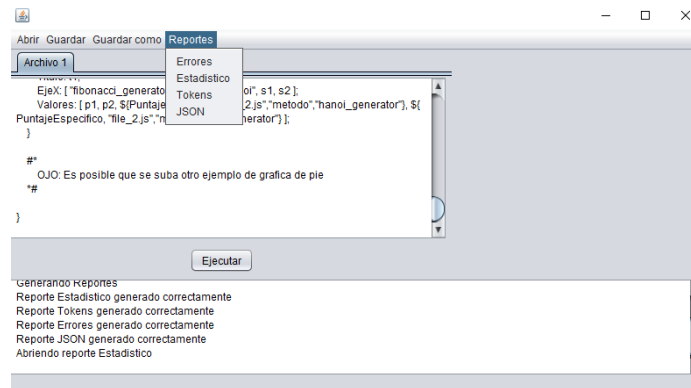 Abrir Guardar Guardar como Reportes
Archivo 1
Errores
Estadistico
Tokens
JSON
EjeX: [ "fibonacci_generato oi", s1, s2 ];
Valores: [ p1, p2, ${Puntaje _2.js","metodo","hanoi_generator"}, ${
PuntajeEspecifico, "file_2.js","m nerator"} ];
}
#*
OJO: Es posible que se suba otro ejemplo de grafica de pie
*#
}
Ejecutar
Generando Reportes
Reporte Estadistico generado correctamente
Reporte Tokens generado correctamente
Reporte Errores generado correctamente
Reporte JSON generado correctamente
Abriendo reporte Estadistico